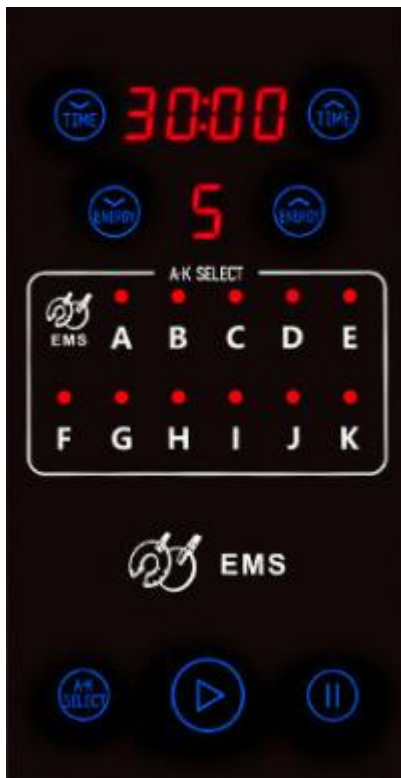 TIME 30:00 TIME
ENERGY 5 ENERGY
A-K SELECT
EMS A B C D E
F G H I J K
EMS
A-K
SELECT